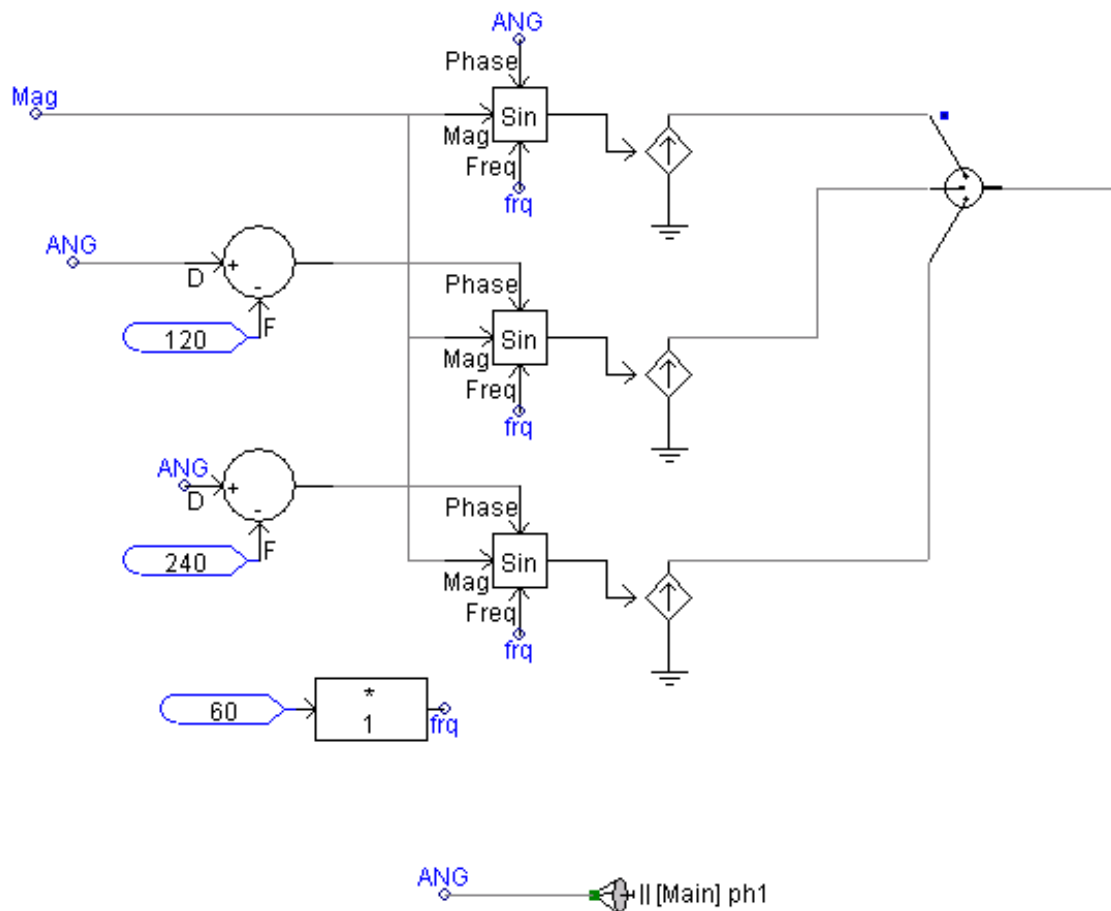 ANG
Phase
Mag
Sin
Mag
Freq
frq
ANG
+
D
-
F
120
Phase
Sin
Mag
Freq
frq
ANG
+
D
-
F
240
Phase
Sin
Mag
Freq
frq
60
*
1
frq
ANG
|| [Main] ph1